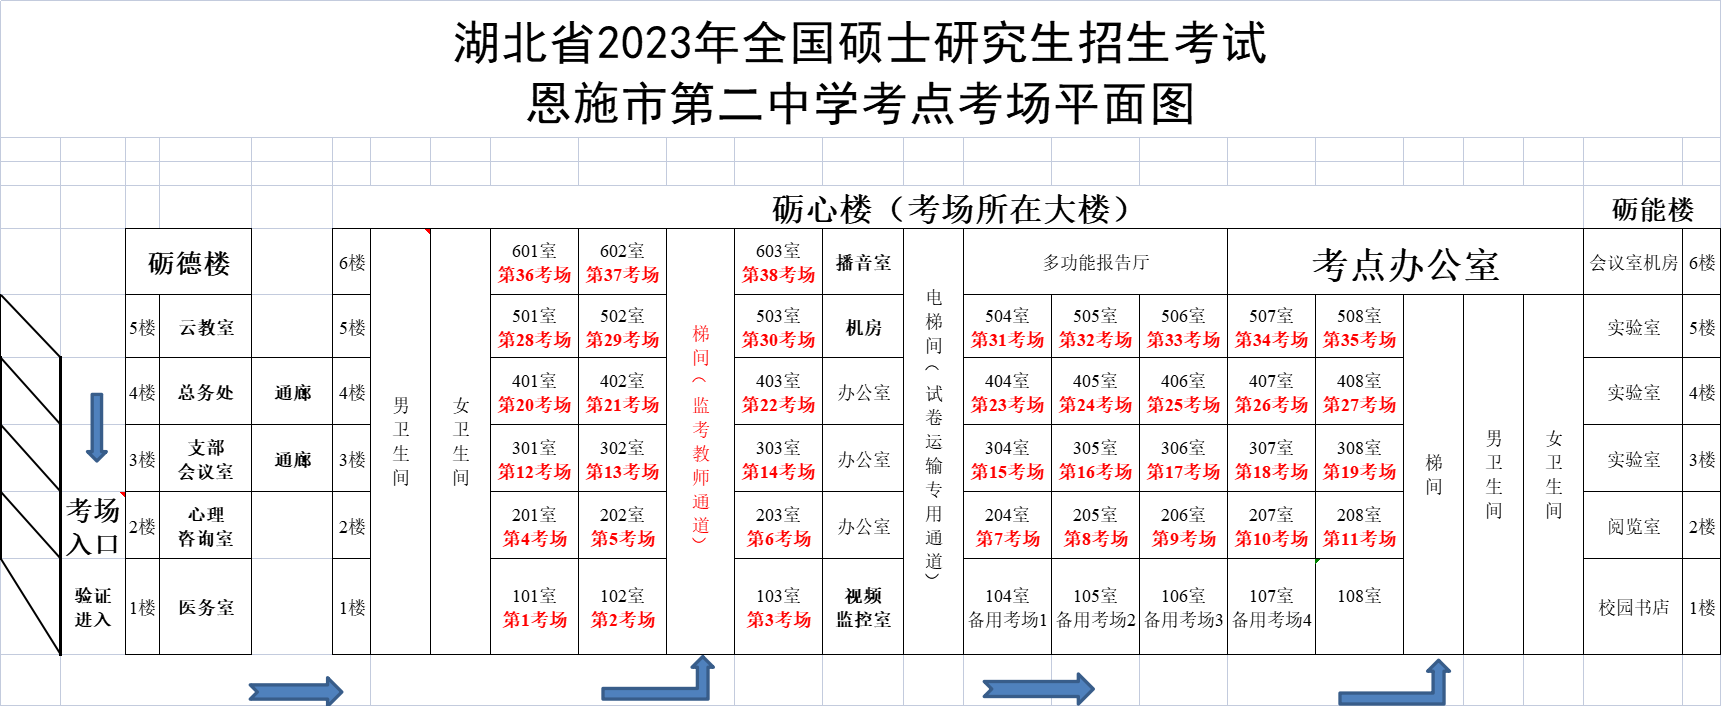 湖北省2023年全国硕士研究生招生考试
恩施市第二中学考点考场平面图
砺心楼（考场所在大楼）
砺能楼
砺德楼
6楼
601室
第36考场
602室
第37考场
603室
第38考场
播音室
多功能报告厅
考点办公室
会议室机房
6楼
5楼
云教室
5楼
501室
第28考场
502室
第29考场
503室
第30考场
机房
504室
第31考场
505室
第32考场
506室
第33考场
507室
第34考场
508室
第35考场
实验室
5楼
4楼
总务处
通廊
4楼
401室
第20考场
402室
第21考场
403室
第22考场
办公室
404室
第23考场
405室
第24考场
406室
第25考场
407室
第26考场
408室
第27考场
实验室
4楼
3楼
支部
会议室
通廊
3楼
301室
第12考场
302室
第13考场
303室
第14考场
办公室
304室
第15考场
305室
第16考场
306室
第17考场
307室
第18考场
308室
第19考场
实验室
3楼
考场
入口
2楼
心理
咨询室
2楼
201室
第4考场
202室
第5考场
203室
第6考场
办公室
204室
第7考场
205室
第8考场
206室
第9考场
207室
第10考场
208室
第11考场
阅览室
2楼
验证
进入
1楼
医务室
1楼
101室
第1考场
102室
第2考场
103室
第3考场
视频
监控室
104室
备用考场1
105室
备用考场2
106室
备用考场3
107室
备用考场4
108室
校园书店
1楼
男卫生间
女卫生间
梯间（监考教师通道）
电梯间（试卷运输专用通道）
梯间
男卫生间
女卫生间